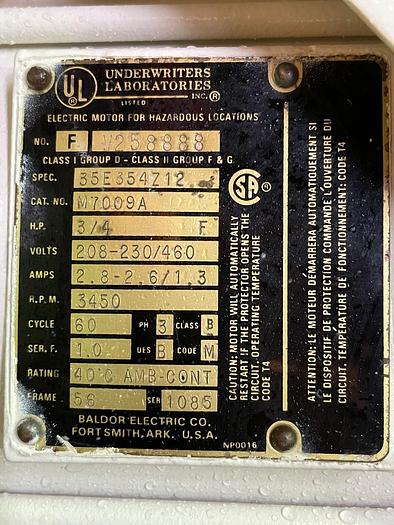 UL ®
UNDERWRITERS
LABORATORIES
INC. ®
LISTED
ELECTRIC MOTOR FOR HAZARDOUS LOCATIONS
NO. F V258888
CLASS I GROUP D - CLASS II GROUP F & G
SPEC. 35E354Z12
CAT. NO. M7009A
H.P. 3/4 F
VOLTS 208-230/460
AMPS 2.8-2.6/1.3
R.P.M. 3450
CYCLE 60 PH 3 CLASS B
SER. F. 1.0 DES B CODE M
RATING 40°C AMB-CONT
FRAME 56 SER 1085
BALDOR ELECTRIC CO.
FORT SMITH, ARK. U.S.A.
NP0016
SA ®
CAUTION: MOTOR WILL AUTOMATICALLY
RESTART IF THE PROTECTOR OPENS THE
CIRCUIT. OPERATING TEMPERATURE
CODE T4
ATTENTION: LE MOTEUR DÉMARRERA AUTOMATIQUEMENT SI
LE DISPOSITIF DE PROTECTION COMMANDE L'OUVERTURE DU
CIRCUIT. TEMPÉRATURE DE FONCTIONNEMENT: CODE T4